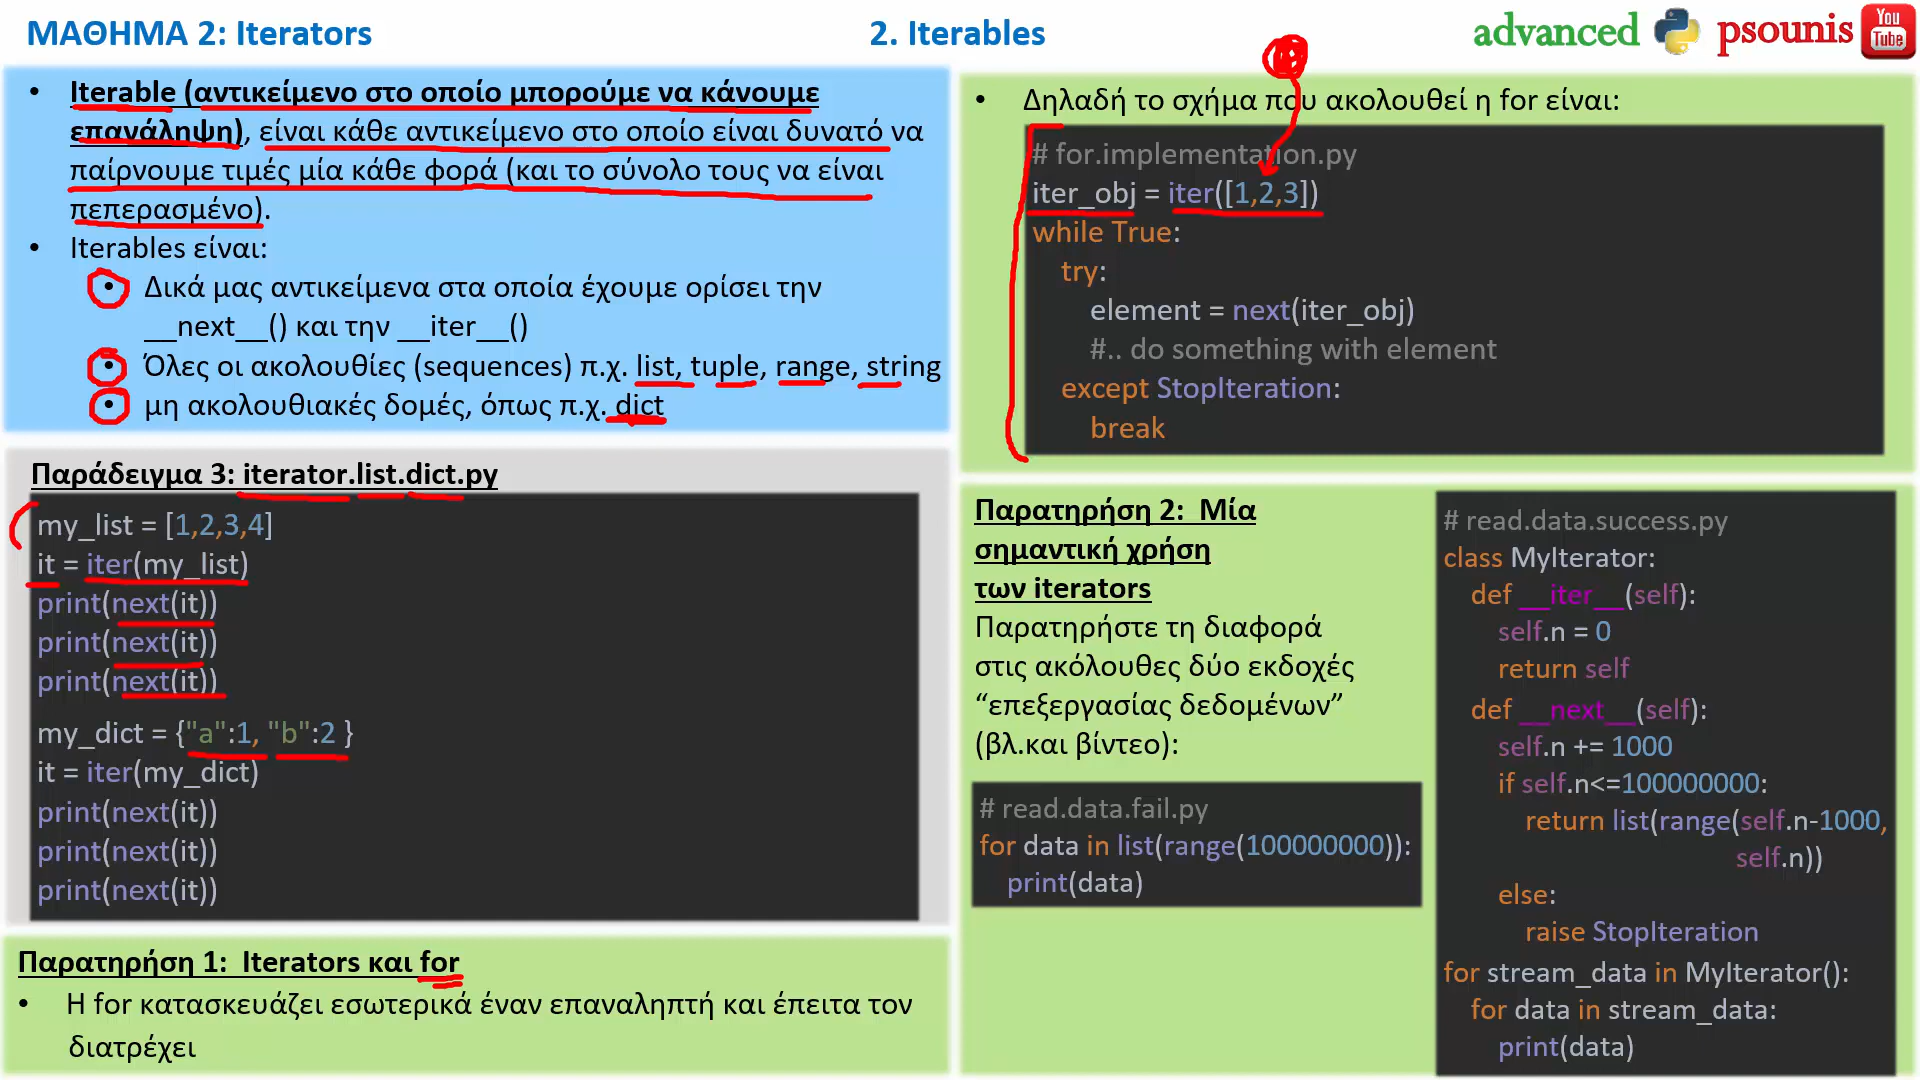 ΜΑΘΗΜΑ 2: Iterators
2. Iterables
advanced psounis You Tube
• Iterable (αντικείμενο στο οποίο μπορούμε να κάνουμε
επανάληψη), είναι κάθε αντικείμενο στο οποίο είναι δυνατό να
παίρνουμε τιμές μία κάθε φορά (και το σύνολο τους να είναι
πεπερασμένο).
• Iterables είναι:
• Δικά μας αντικείμενα στα οποία έχουμε ορίσει την
__next__() και την __iter__()
• Όλες οι ακολουθίες (sequences) π.χ. list, tuple, range, string
• μη ακολουθιακές δομές, όπως π.χ. dict
Παράδειγμα 3: iterator.list.dict.py
my_list = [1,2,3,4]
it = iter(my_list)
print(next(it))
print(next(it))
print(next(it))
my_dict = {"a":1, "b":2 }
it = iter(my_dict)
print(next(it))
print(next(it))
print(next(it))
Παρατηρήση 1: Iterators και for
• Η for κατασκευάζει εσωτερικά έναν επαναληπτή και έπειτα τον
διατρέχει
• Δηλαδή το σχήμα που ακολουθεί η for είναι:
# for.implementation.py
iter_obj = iter([1,2,3])
while True:
try:
element = next(iter_obj)
#.. do something with element
except StopIteration:
break
Παρατηρήση 2: Μία
σημαντική χρήση
των iterators
Παρατηρήστε τη διαφορά
στις ακόλουθες δύο εκδοχές
“επεξεργασίας δεδομένων”
(βλ.και βίντεο):
# read.data.fail.py
for data in list(range(100000000)):
print(data)
# read.data.success.py
class MyIterator:
def __iter__(self):
self.n = 0
return self
def __next__(self):
self.n += 1000
if self.n<=100000000:
return list(range(self.n-1000,
self.n))
else:
raise StopIteration
for stream_data in MyIterator():
for data in stream_data:
print(data)